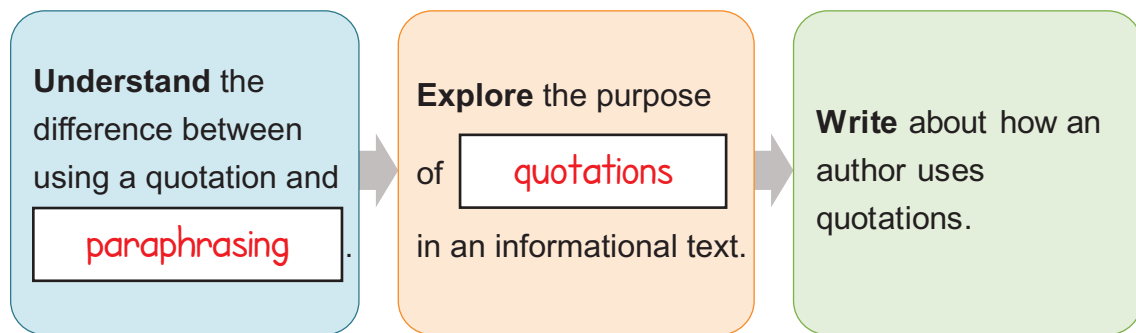 Understand the
difference between
using a quotation and
paraphrasing.
Explore the purpose
of quotations
in an informational text.
Write about how an
author uses
quotations.